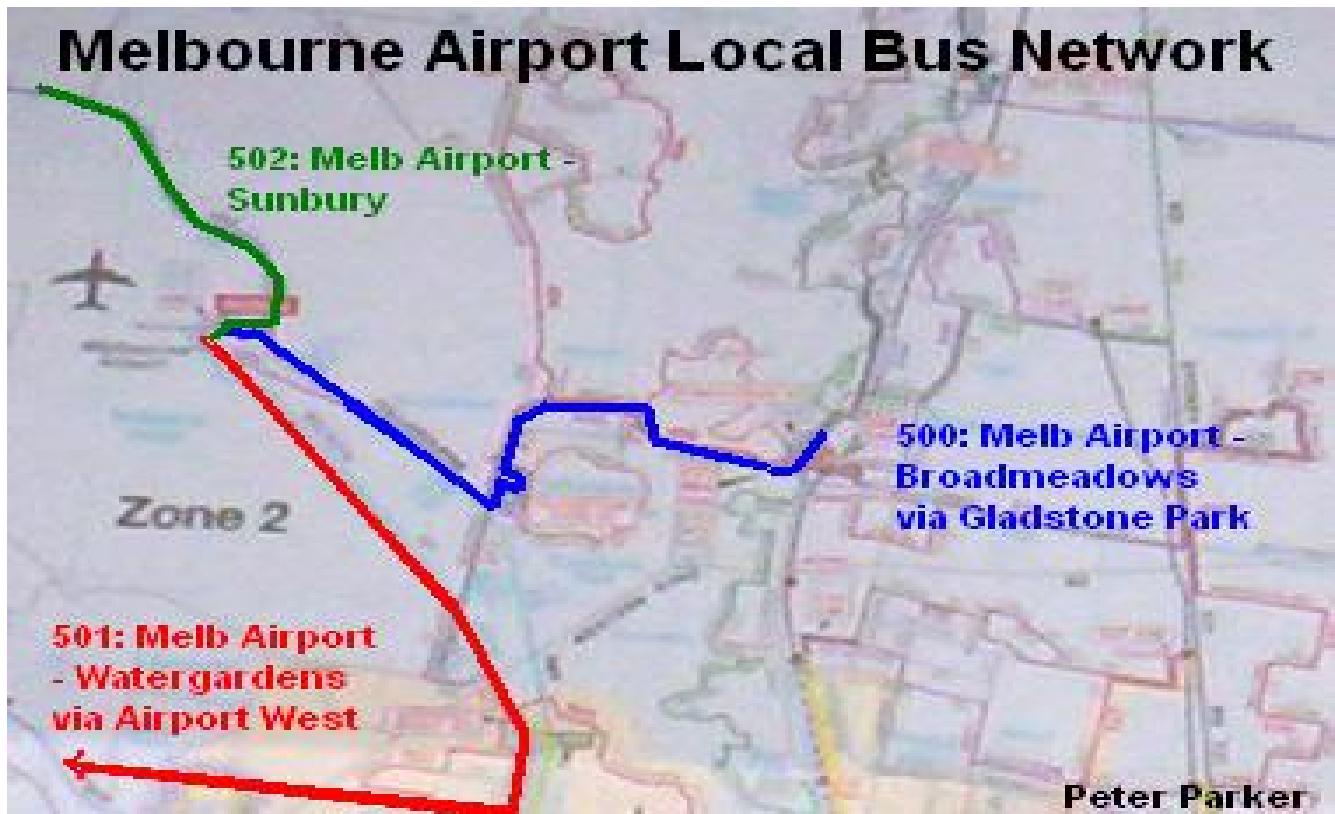 Melbourne Airport Local Bus Network
502: Melb Airport -
Sunbury
500: Melb Airport -
Broadmeadows
via Gladstone Park
Zone 2
501: Melb Airport
- Watergardens
via Airport West
Peter Parker